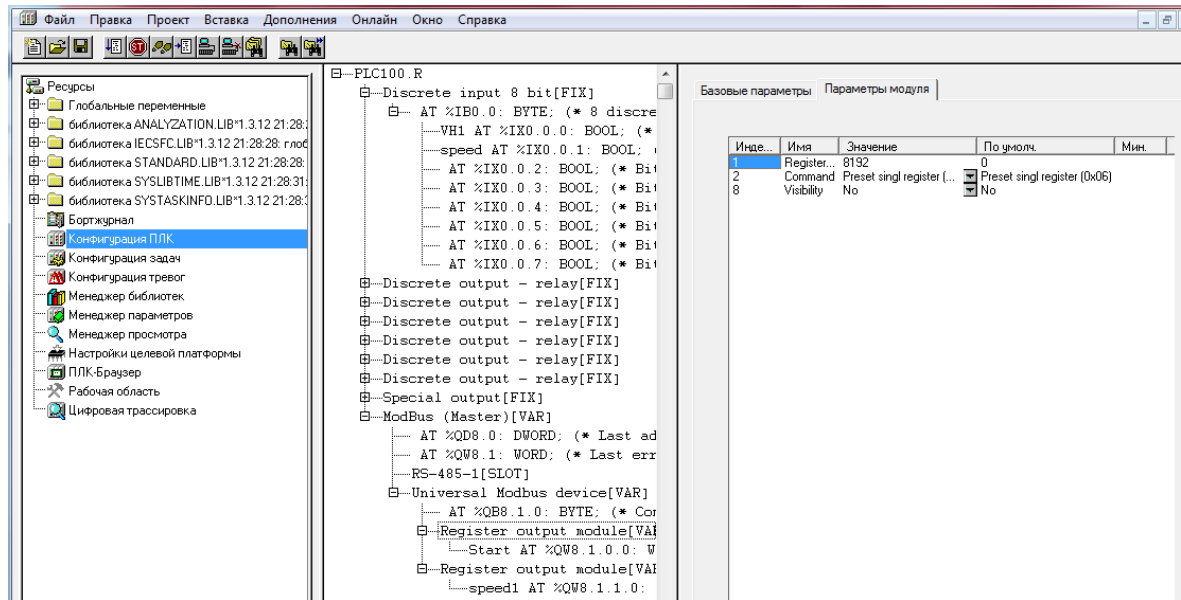 Файл Правка Проект Вставка Дополнения Онлайн Окно Справка
Ресурсы
Глобальные переменные
библиотека ANALYZATION.LIB*1.3.12 21:28:
библиотека IECSFC.LIB*1.3.12 21:28:28: глоб
библиотека STANDARD.LIB*1.3.12 21:28:28:
библиотека SYSLIBTIME.LIB*1.3.12 21:28:31:
библиотека SYSTASKINFO.LIB*1.3.12 21:28:
Бортжурнал
Конфигурация ПЛК
Конфигурация задач
Конфигурация тревог
Менеджер библиотек
Менеджер параметров
Менеджер просмотра
Настройки целевой платформы
ПЛК-Браузер
Рабочая область
Цифровая трассировка
PLC100.R
Discrete input 8 bit[FIX]
AT %IB0.0: BYTE; (* 8 discre
VH1 AT %IX0.0.0: BOOL; (*
speed AT %IX0.0.1: BOOL;
AT %IX0.0.2: BOOL; (* Bit
AT %IX0.0.3: BOOL; (* Bit
AT %IX0.0.4: BOOL; (* Bit
AT %IX0.0.5: BOOL; (* Bit
AT %IX0.0.6: BOOL; (* Bit
AT %IX0.0.7: BOOL; (* Bit
Discrete output - relay[FIX]
Discrete output - relay[FIX]
Discrete output - relay[FIX]
Discrete output - relay[FIX]
Discrete output - relay[FIX]
Discrete output - relay[FIX]
Special output[FIX]
ModBus (Master)[VAR]
AT %QD8.0: DWORD; (* Last ad
AT %QW8.1: WORD; (* Last err
RS-485-1[SLOT]
Universal Modbus device[VAR]
AT %QB8.1.0: BYTE; (* Cor
Register output module[VAR
Start AT %QW8.1.0.0: W
Register output module[VAR
speed1 AT %QW8.1.1.0:
Базовые параметры Параметры модуля
Инде... Имя Значение По умолч. Мин.
1 Register... 8192 0
2 Command Preset singl register (... Preset singl register (0x06)
8 Visibility No No